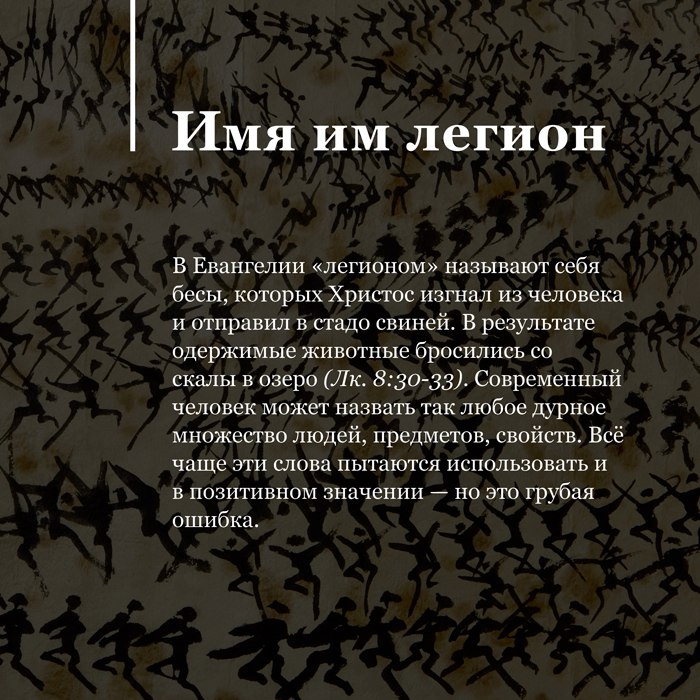 Имя им легион
В Евангелии «легионом» называют себя
бесы, которых Христос изгнал из человека
и отправил в стадо свиней. В результате
одержимые животные бросились со
скалы в озеро (Лк. 8:30-33). Современный
человек может назвать так любое дурное
множество людей, предметов, свойств. Всё
чаще эти слова пытаются использовать и
в позитивном значении — но это грубая
ошибка.